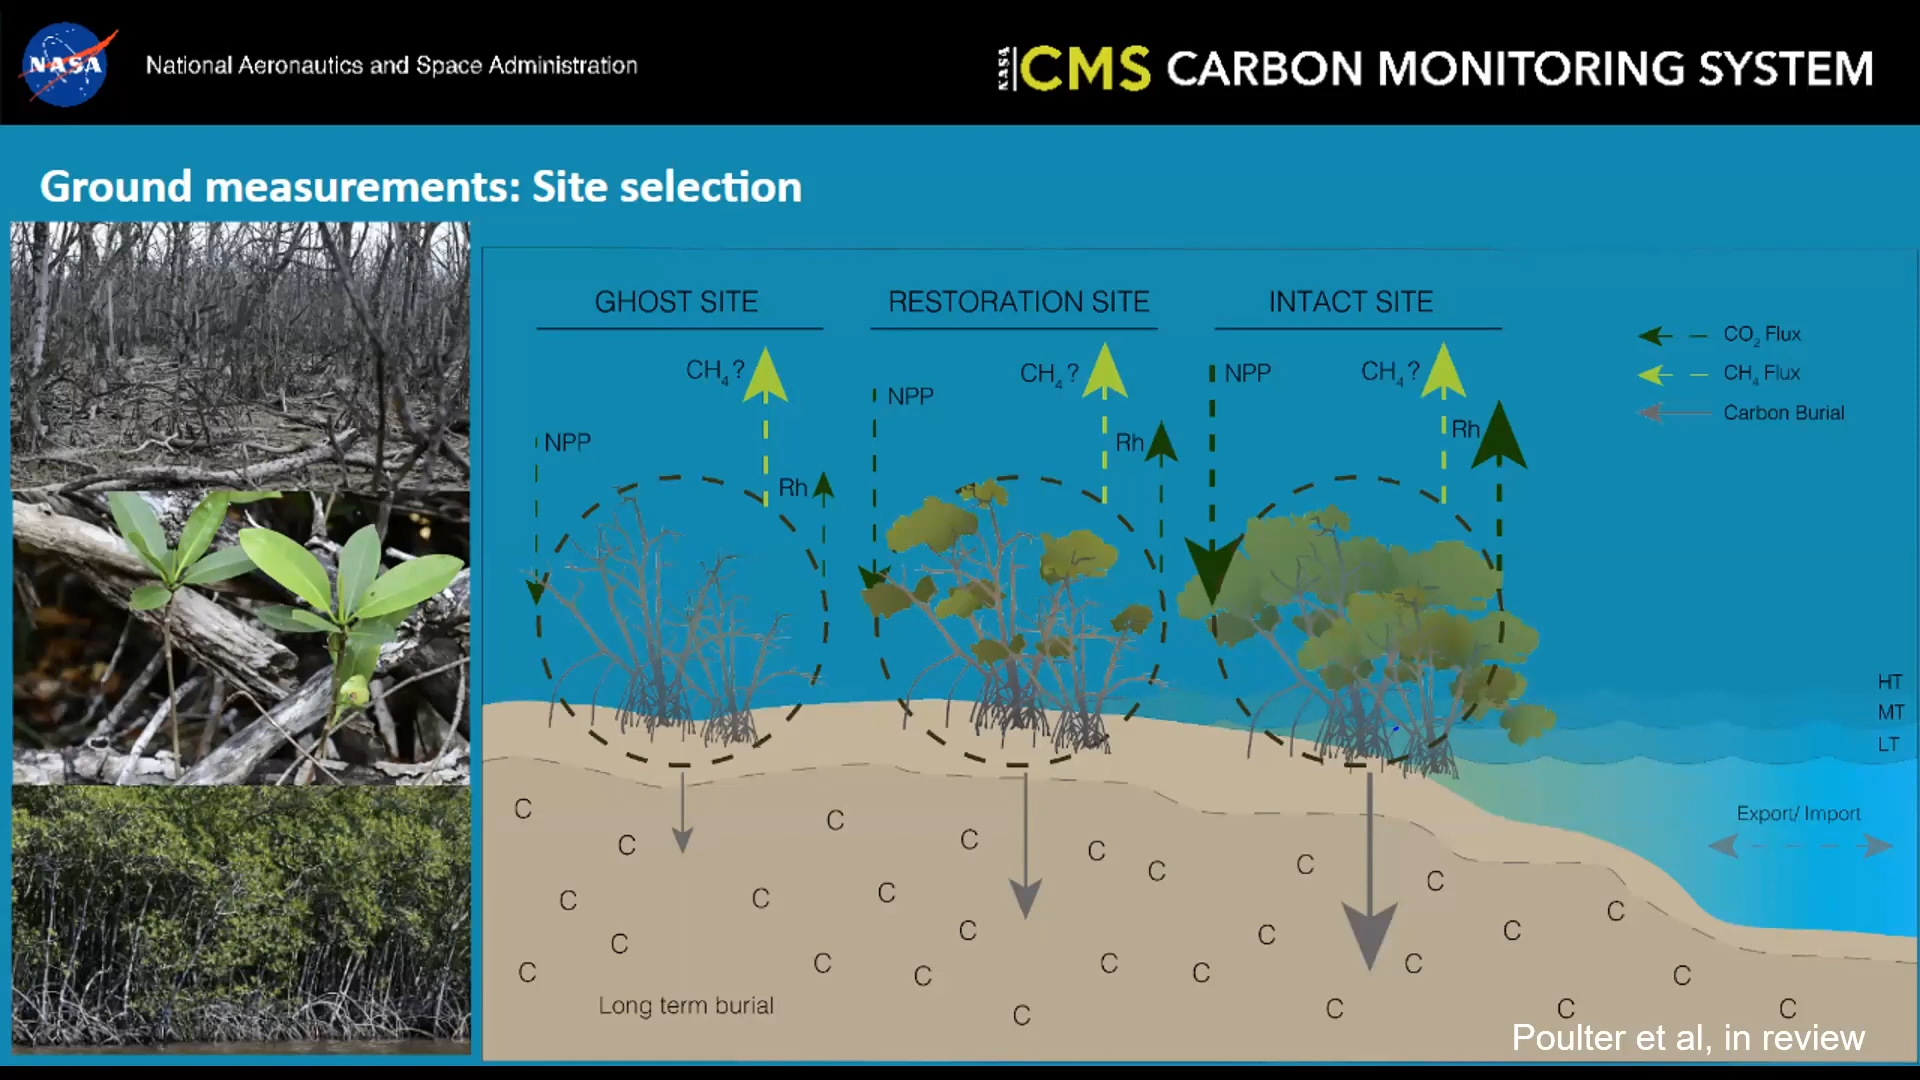 NASA
National Aeronautics and Space Administration
NASA CMS CARBON MONITORING SYSTEM
Ground measurements: Site selection
GHOST SITE
RESTORATION SITE
INTACT SITE
CO₂ Flux
CH₄ Flux
Carbon Burial
CH₄?
NPP
Rh
CH₄?
NPP
Rh
NPP
CH₄?
Rh
HT
MT
LT
Export/ Import
C C C C C C C C C C C C C C C C C C C C C C C C C C C C
Long term burial
Poulter et al, in review